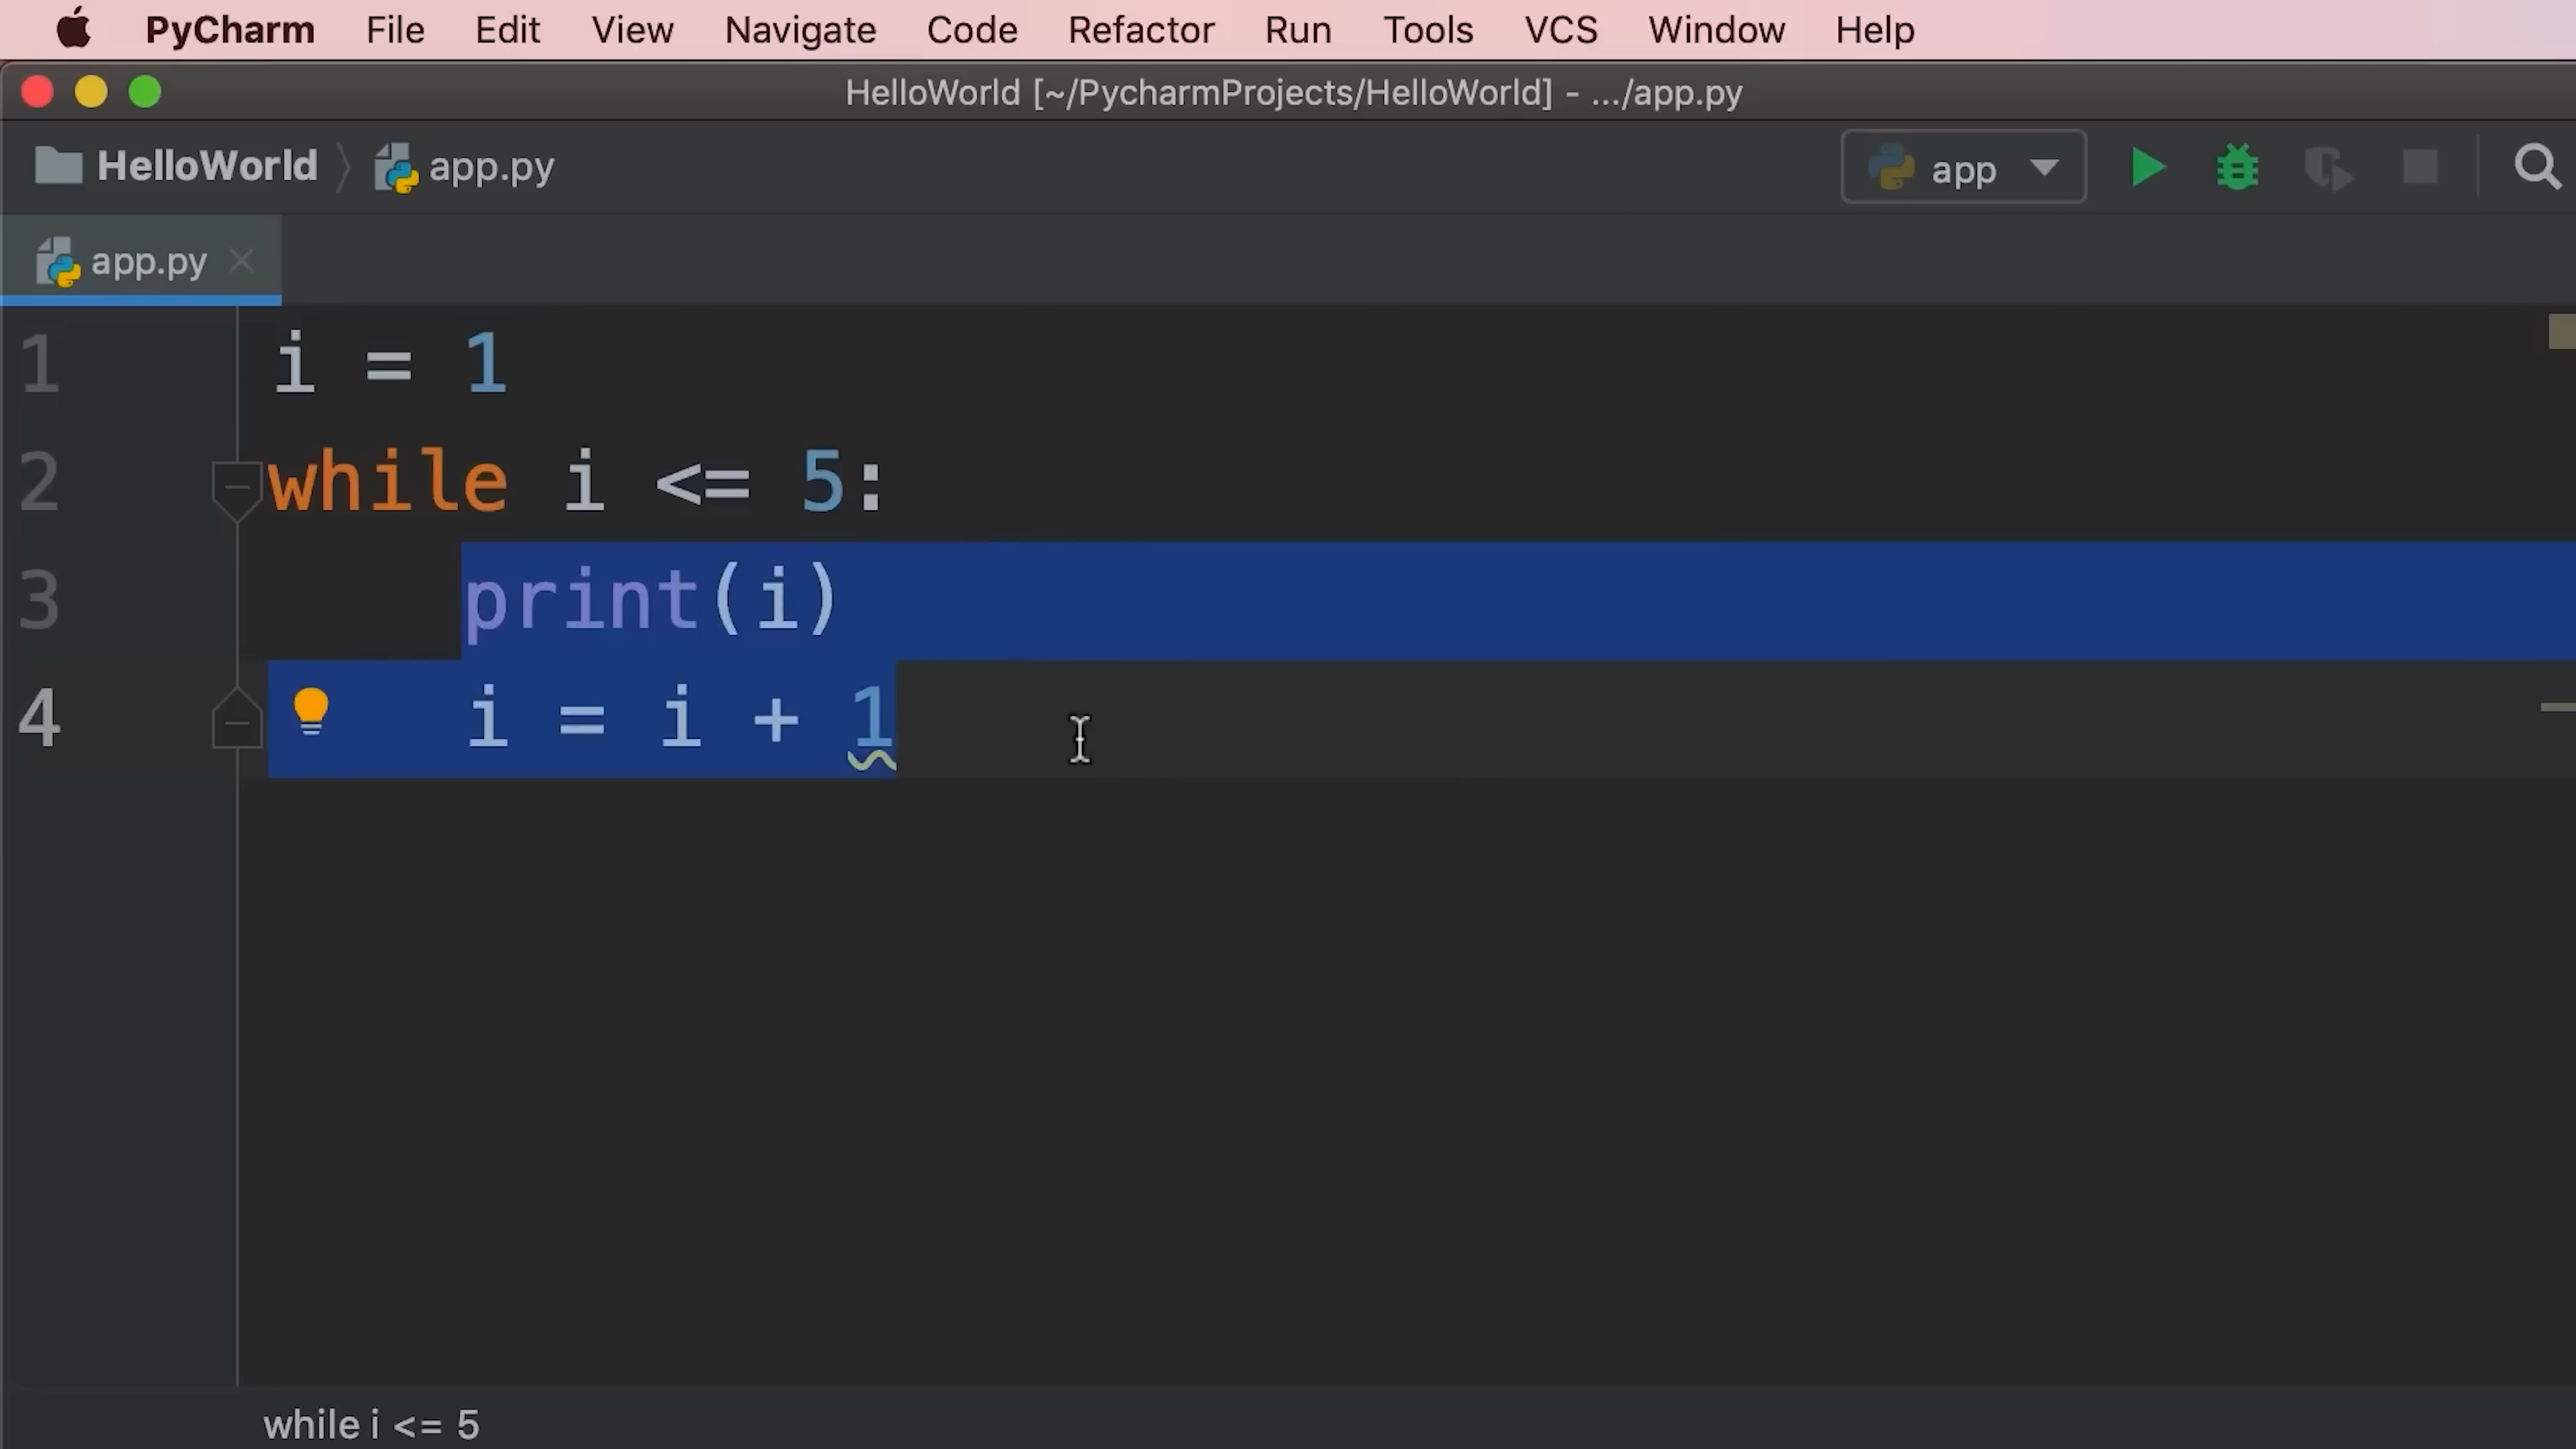 PyCharm File Edit View Navigate Code Refactor Run Tools VCS Window Help
HelloWorld [~/PycharmProjects/HelloWorld] - .../app.py
HelloWorld app.py app
app.py
1 i = 1
2 while i <= 5:
3     print(i)
4     i = i + 1
while i <= 5